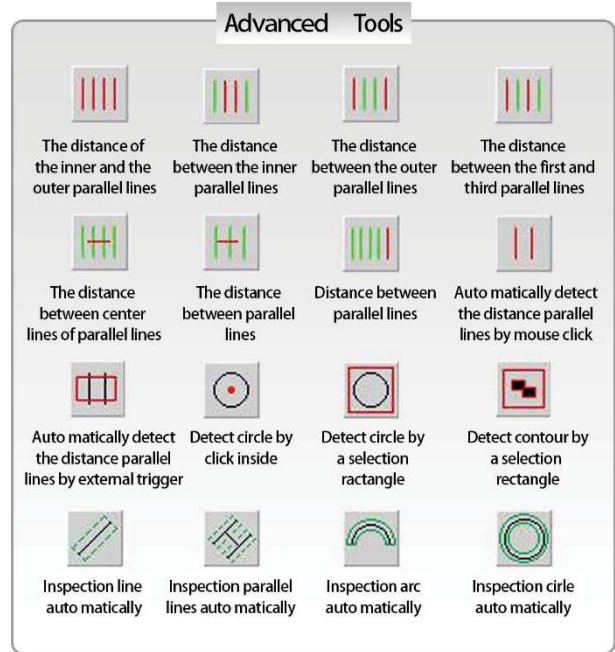 Advanced Tools
The distance of
the inner and the
outer parallel lines
The distance
between the inner
parallel lines
The distance
between the outer
parallel lines
The distance
between the first and
third parallel lines
The distance
between center
lines of parallel lines
The distance
between parallel
lines
Distance between
parallel lines
Auto matically detect
the distance parallel
lines by mouse click
Auto matically detect
the distance parallel
lines by external trigger
Detect circle by
click inside
Detect circle by
a selection
ractangle
Detect contour by
a selection
rectangle
Inspection line
auto matically
Inspection parallel
lines auto matically
Inspection arc
auto matically
Inspection cirle
auto matically